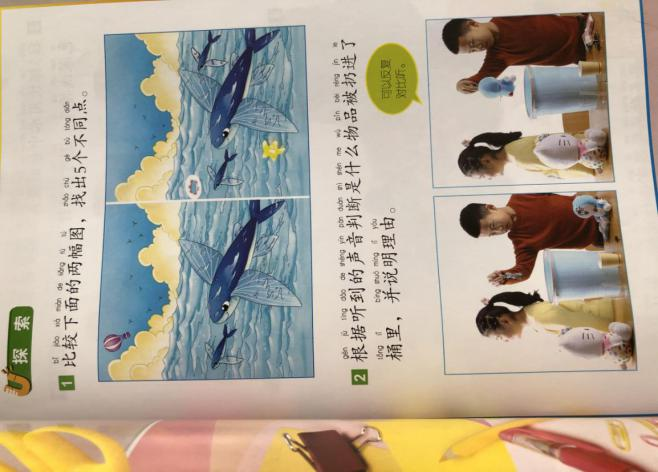 探 索
bǐ jiào xià miàn de liǎng fú tú zhǎo chū gè bù tóng diǎn
1 比较下面的两幅图，找出5个不同点。
gēn jù tīng dào de shēng yīn pàn duàn shì shén me wù pǐn bèi rēng jìn le
2 根据听到的声音判断是什么物品被扔进了
tǒng lǐ bìng shuō míng lǐ yóu
桶里，并说明理由。
可以反复
对比听。